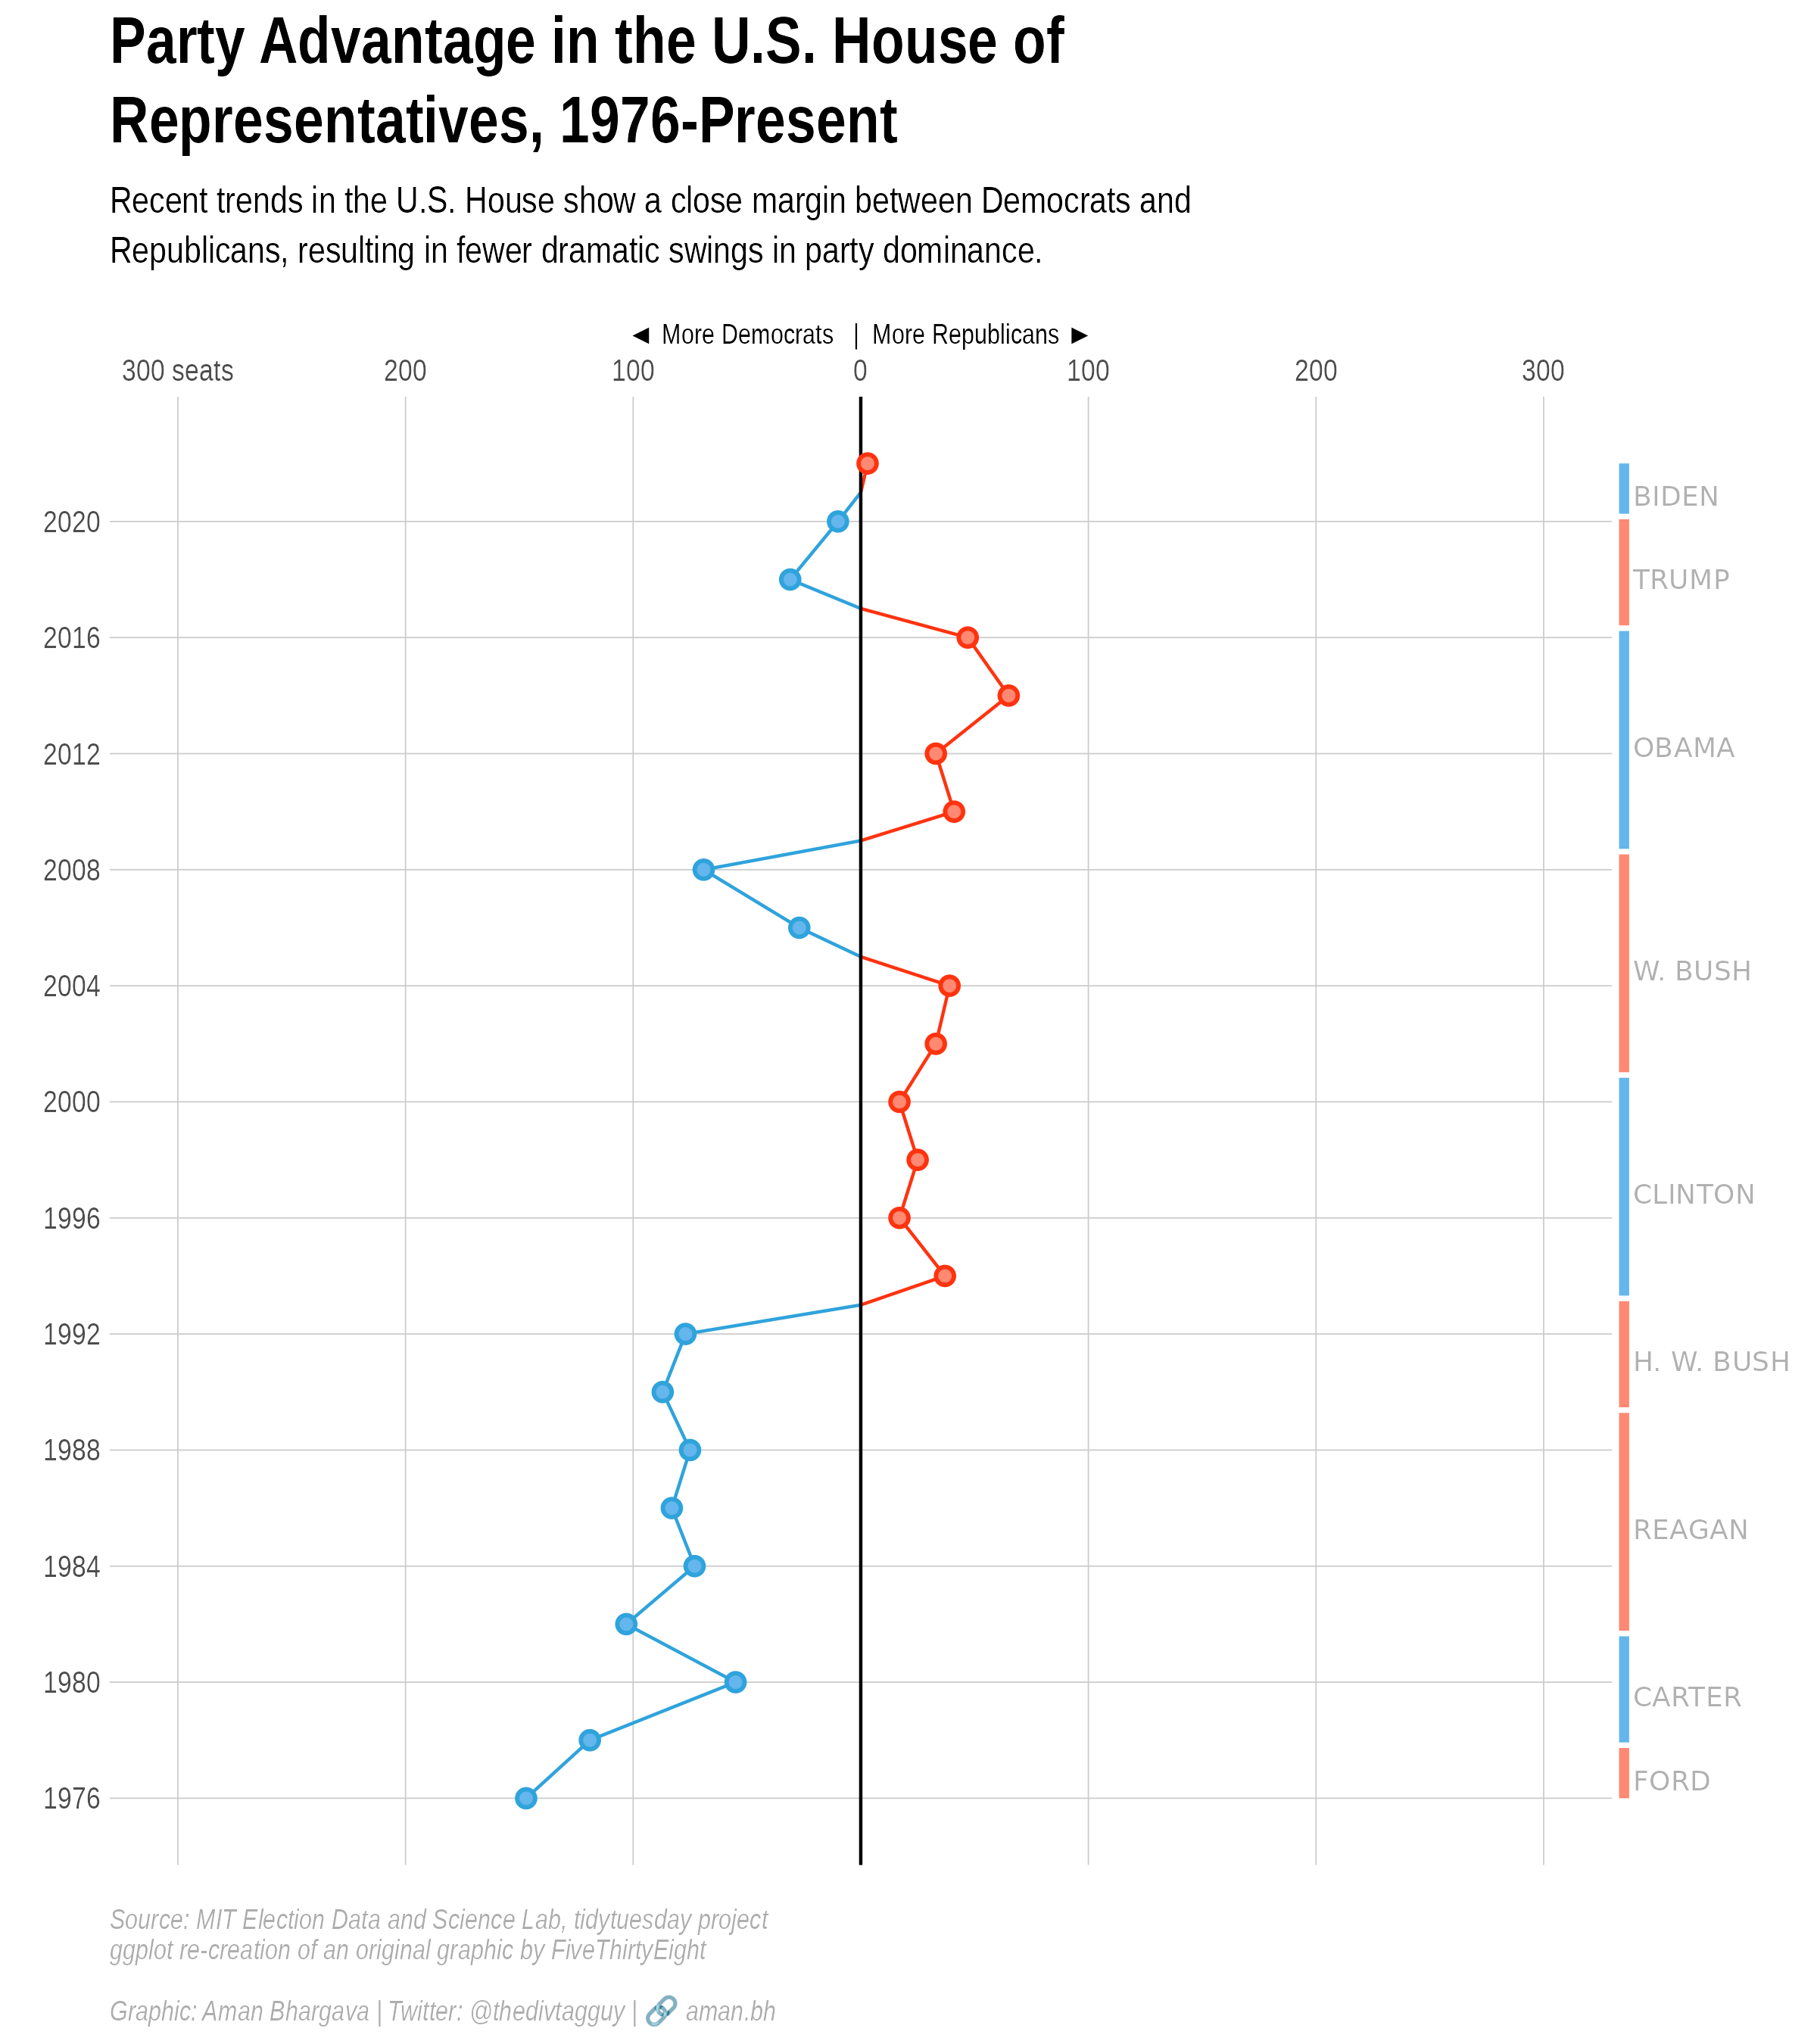 Party Advantage in the U.S. House of
Representatives, 1976-Present
Recent trends in the U.S. House show a close margin between Democrats and
Republicans, resulting in fewer dramatic swings in party dominance.
◄ More Democrats | More Republicans ►
300 seats 200 100 0 100 200 300
BIDEN
2020
TRUMP
2016
OBAMA
2012
2008
W. BUSH
2004
2000
CLINTON
1996
1992
H. W. BUSH
1988
REAGAN
1984
1980
CARTER
FORD
1976
Source: MIT Election Data and Science Lab, tidytuesday project
ggplot re-creation of an original graphic by FiveThirtyEight
Graphic: Aman Bhargava | Twitter: @thedivtagguy | 🔗 aman.bh